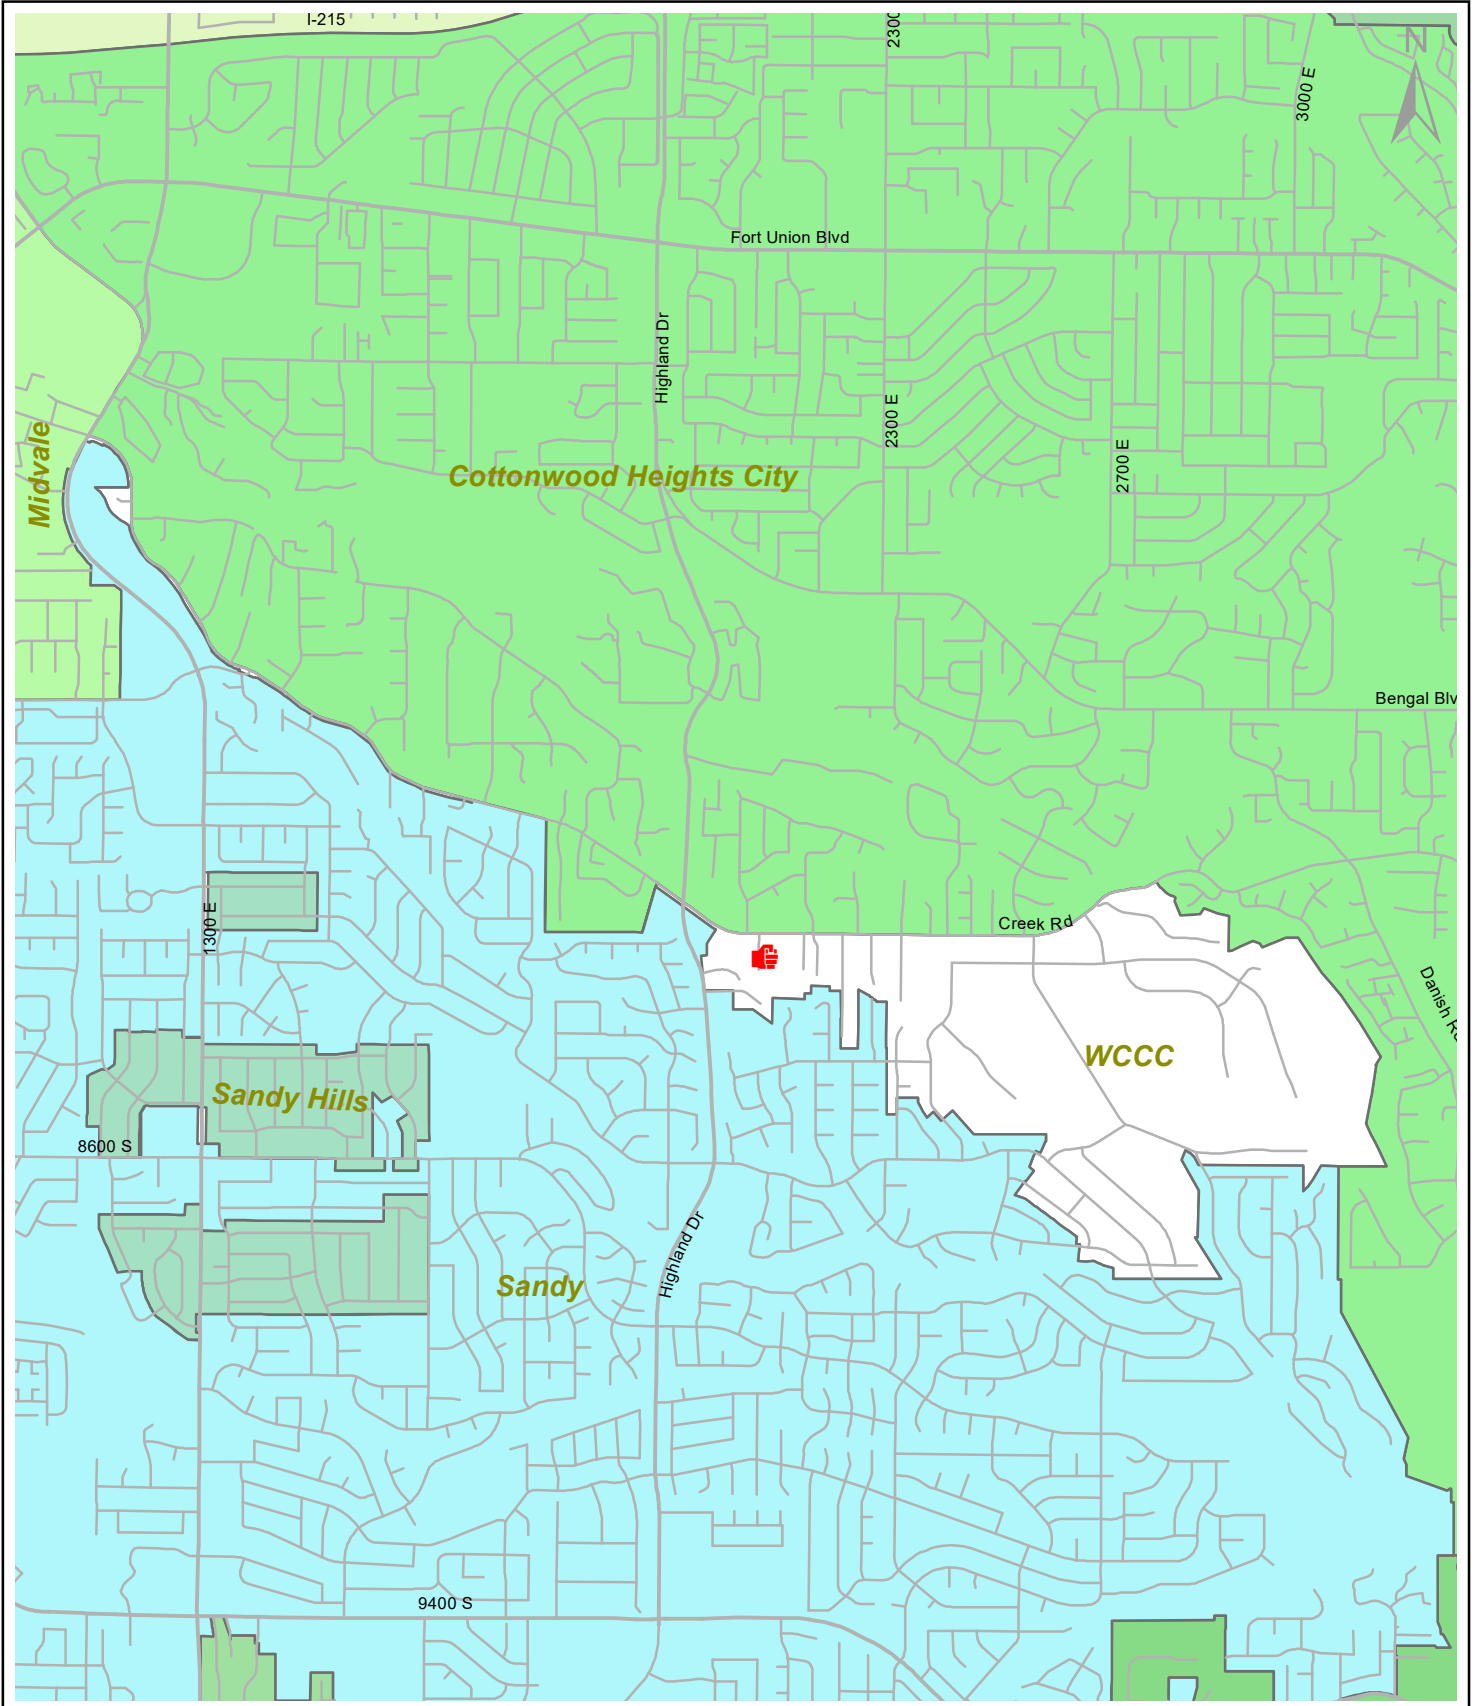 I-215
2300
N
3000 E
Fort Union Blvd
Highland Dr
2300 E
2700 E
Midvale
Cottonwood Heights City
Bengal Blv
1300 E
Creek Rd
Danish R
WCCC
Sandy Hills
8600 S
Highland Dr
Sandy
9400 S